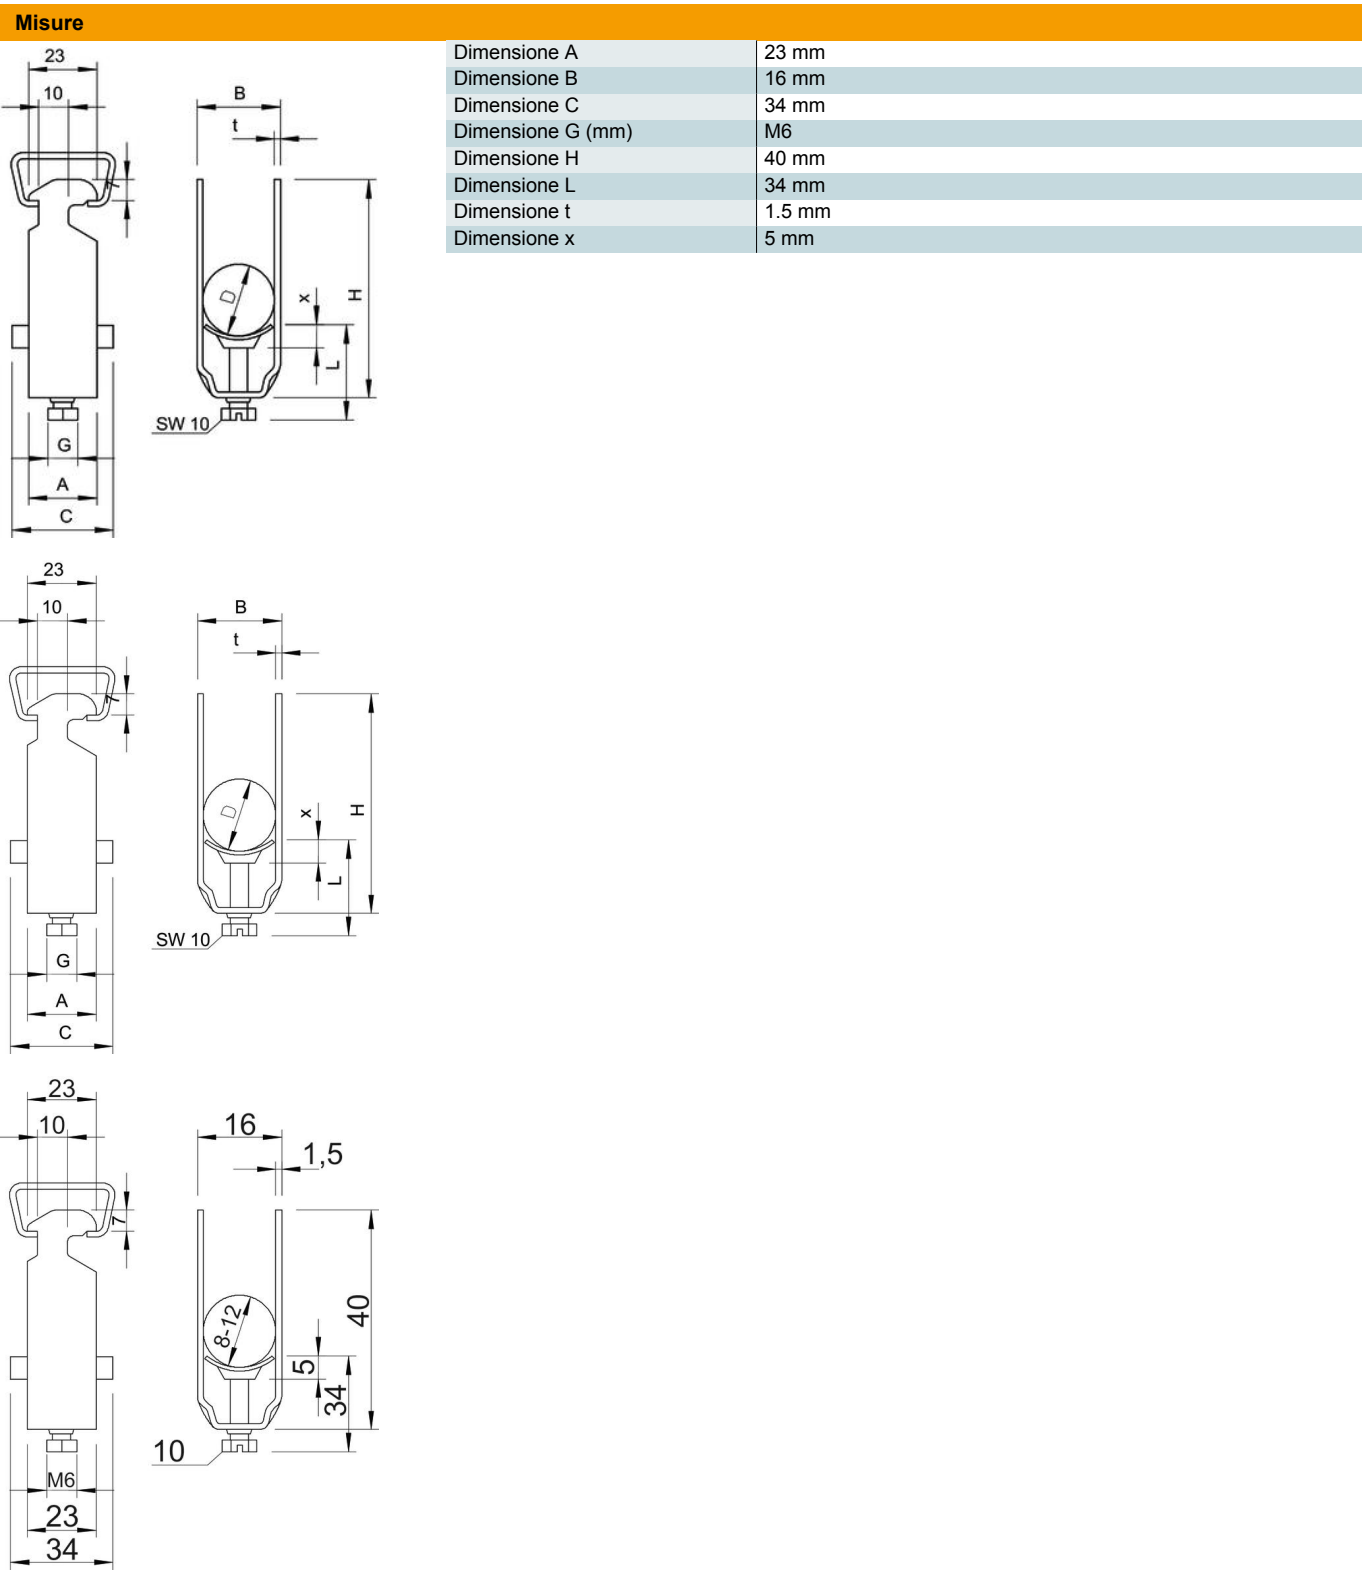 Misure
Dimensione A 23 mm
Dimensione B 16 mm
Dimensione C 34 mm
Dimensione G (mm) M6
Dimensione H 40 mm
Dimensione L 34 mm
Dimensione t 1.5 mm
Dimensione x 5 mm
23
10
7
B
t
D
x
H
L
SW 10
G
A
C
23
10
7
B
t
D
x
H
L
SW 10
G
A
C
23
10
7
16
1,5
8-12
5
40
34
10
M6
23
34